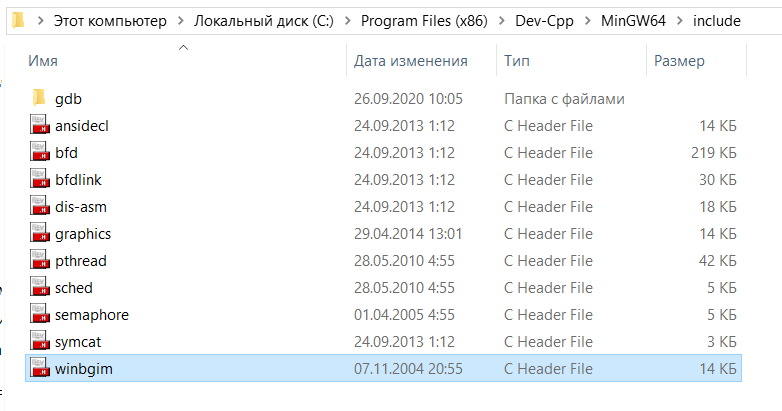 Этот компьютер > Локальный диск (C:) > Program Files (x86) > Dev-Cpp > MinGW64 > include
Имя Дата изменения Тип Размер
gdb 26.09.2020 10:05 Папка с файлами
ansidecl 24.09.2013 1:12 C Header File 14 КБ
bfd 24.09.2013 1:12 C Header File 219 КБ
bfdlink 24.09.2013 1:12 C Header File 30 КБ
dis-asm 24.09.2013 1:12 C Header File 18 КБ
graphics 29.04.2014 13:01 C Header File 14 КБ
pthread 28.05.2010 4:55 C Header File 42 КБ
sched 28.05.2010 4:55 C Header File 5 КБ
semaphore 01.04.2005 4:55 C Header File 5 КБ
symcat 24.09.2013 1:12 C Header File 3 КБ
winbgim 07.11.2004 20:55 C Header File 14 КБ